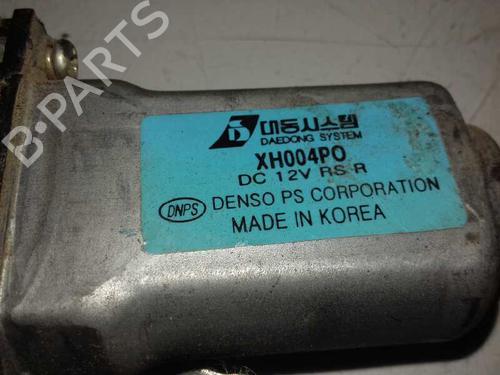 B-PARTS
대동시스템
DAEDONG SYSTEM
XH004PO
DC 12V RS R
DNPS DENSO PS CORPORATION
MADE IN KOREA